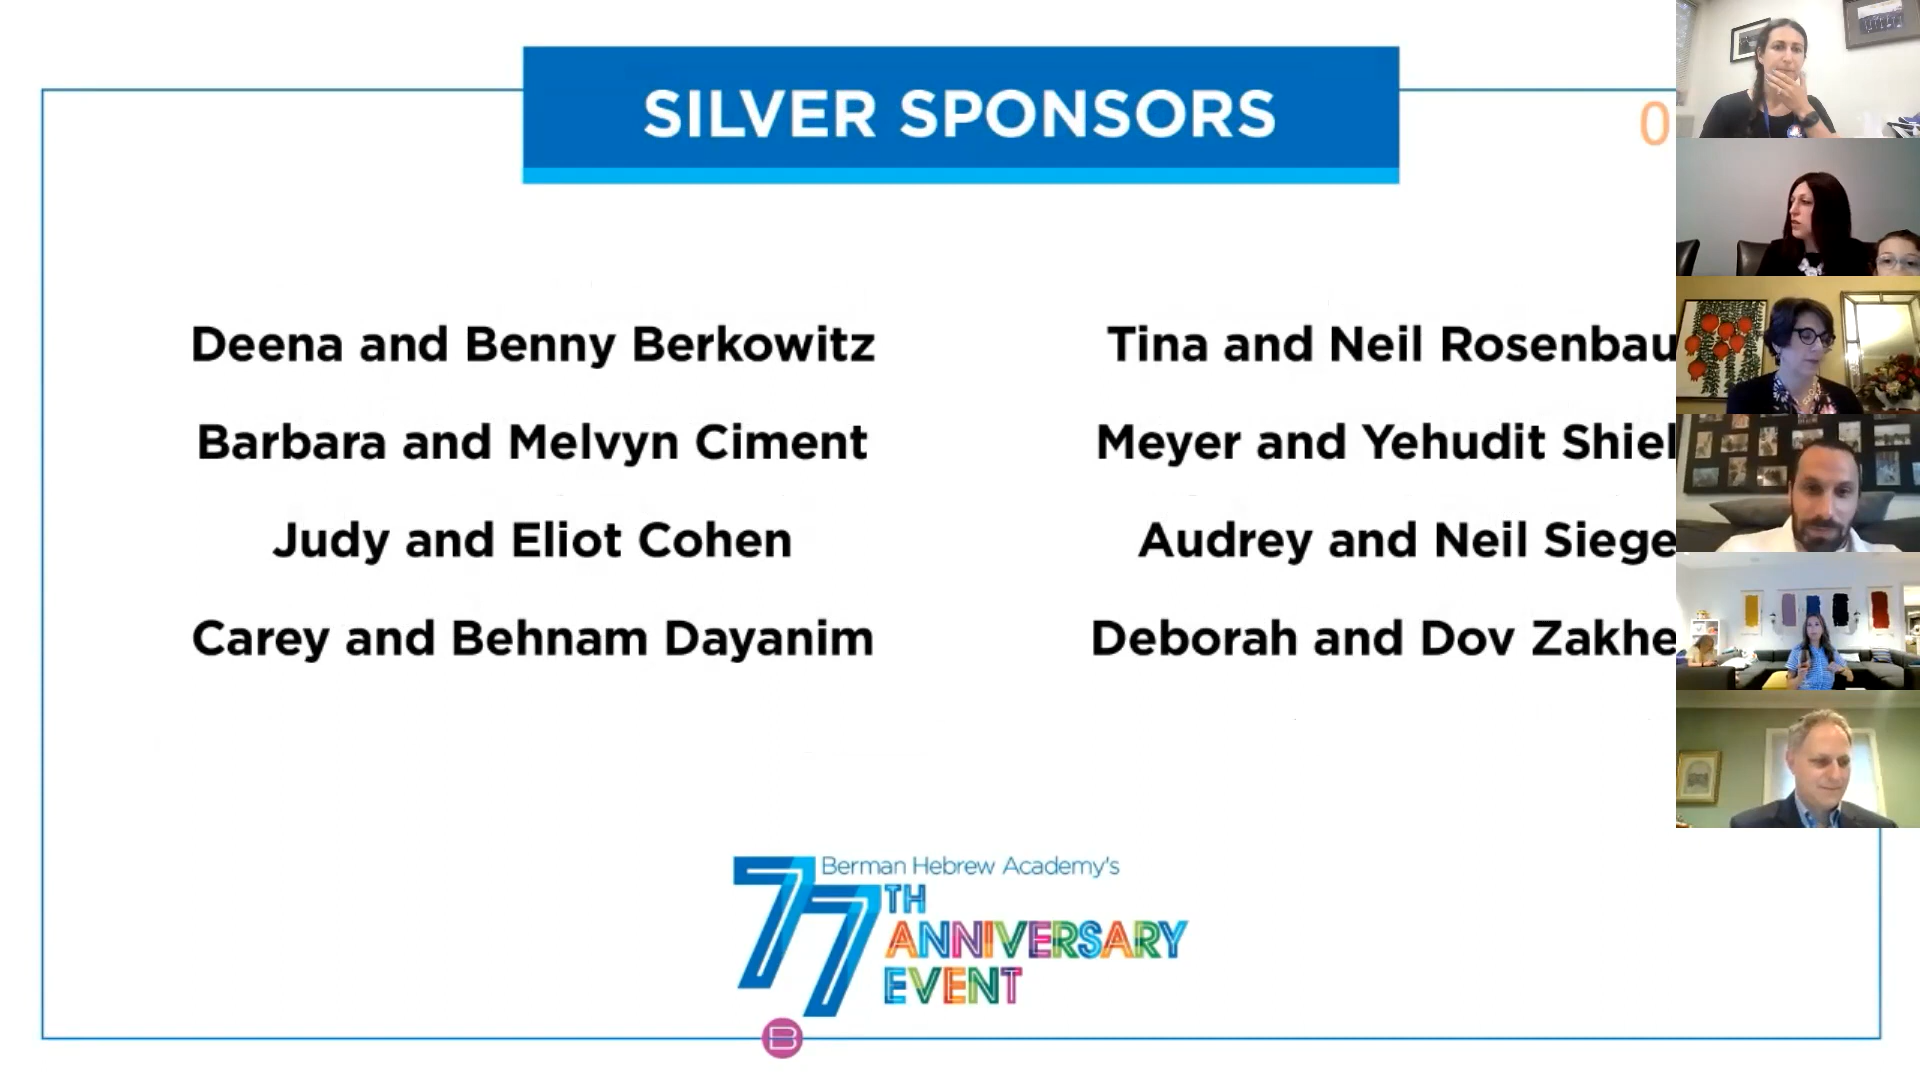 SILVER SPONSORS
0
Deena and Benny Berkowitz
Tina and Neil Rosenbau
Barbara and Melvyn Ciment
Meyer and Yehudit Shiel
Judy and Eliot Cohen
Audrey and Neil Siege
Carey and Behnam Dayanim
Deborah and Dov Zakhe
Berman Hebrew Academy's
77TH
ANNIVERSARY
EVENT
B